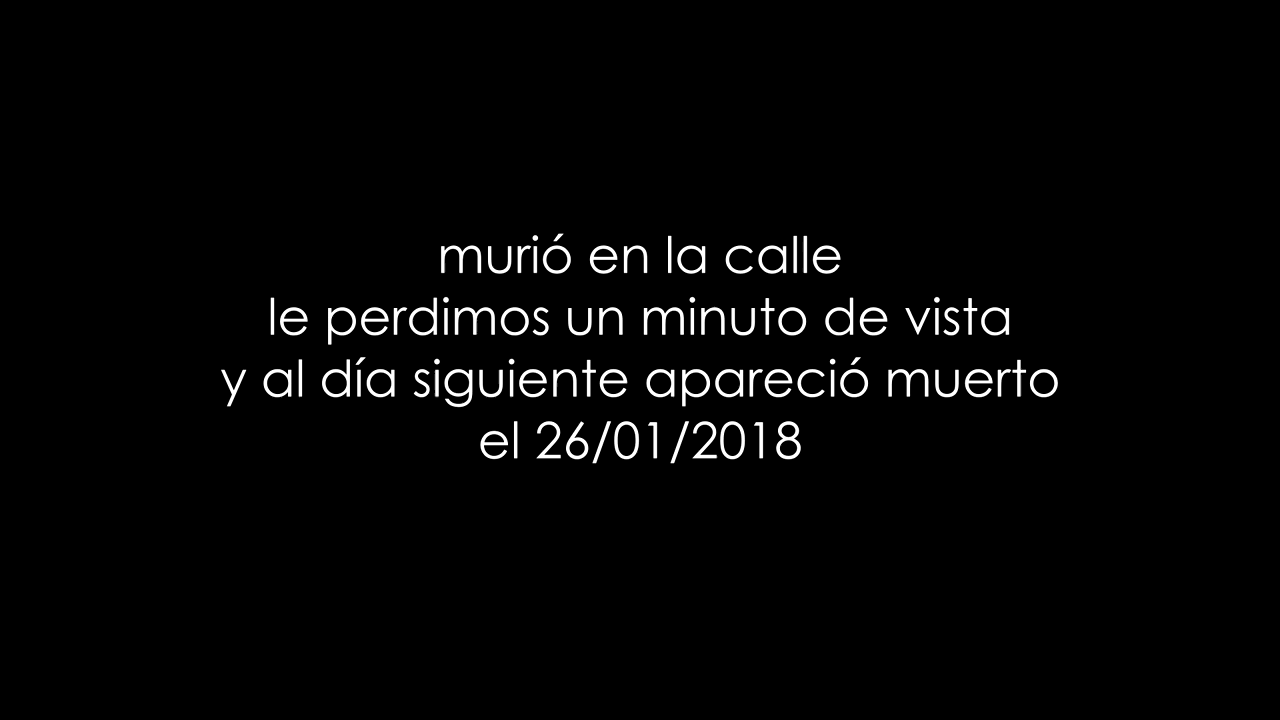 murió en la calle
le perdimos un minuto de vista
y al día siguiente apareció muerto
el 26/01/2018